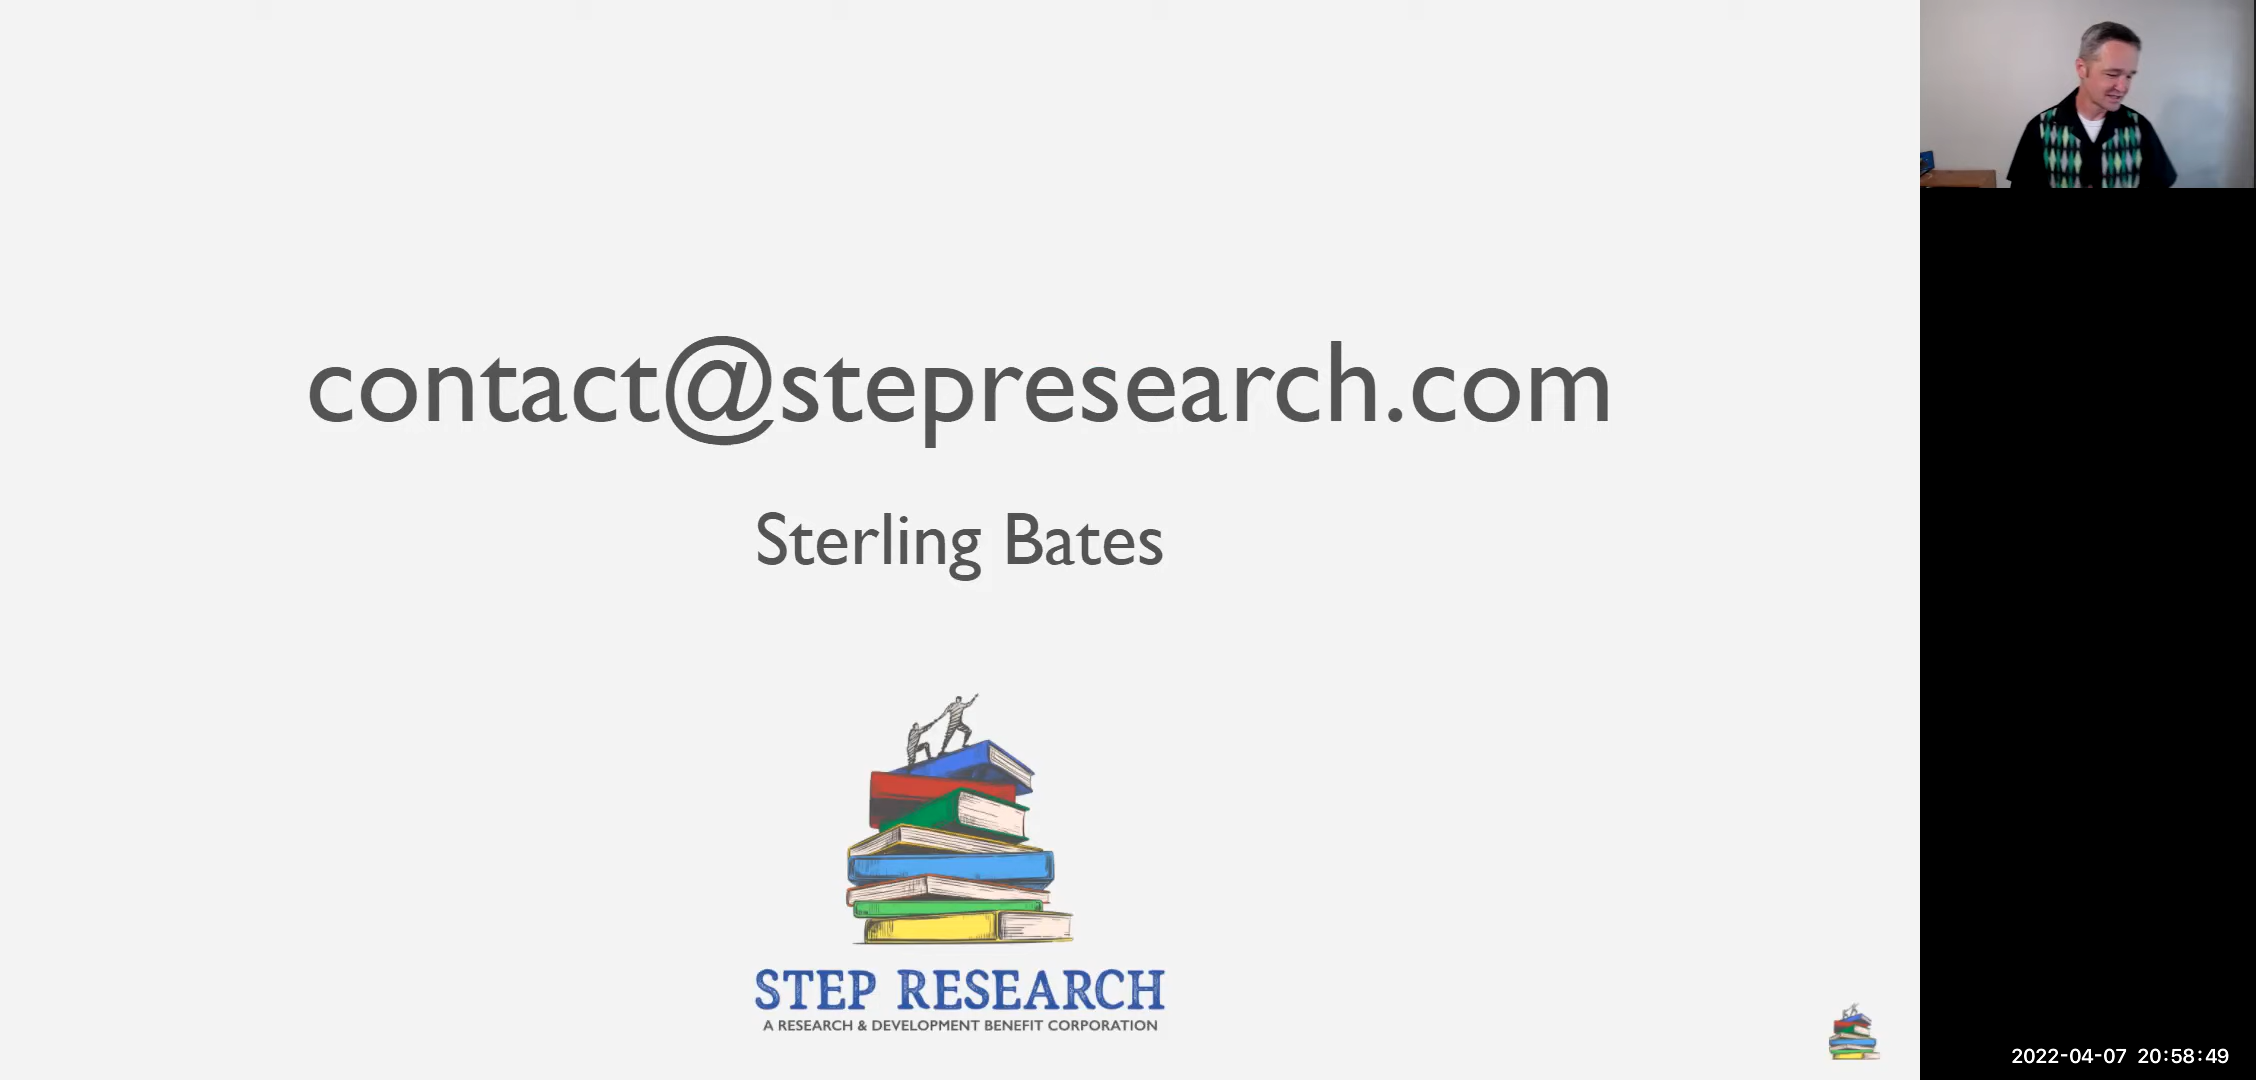 contact@stepresearch.com
Sterling Bates
STEP RESEARCH
A RESEARCH & DEVELOPMENT BENEFIT CORPORATION
2022-04-07 20:58:49